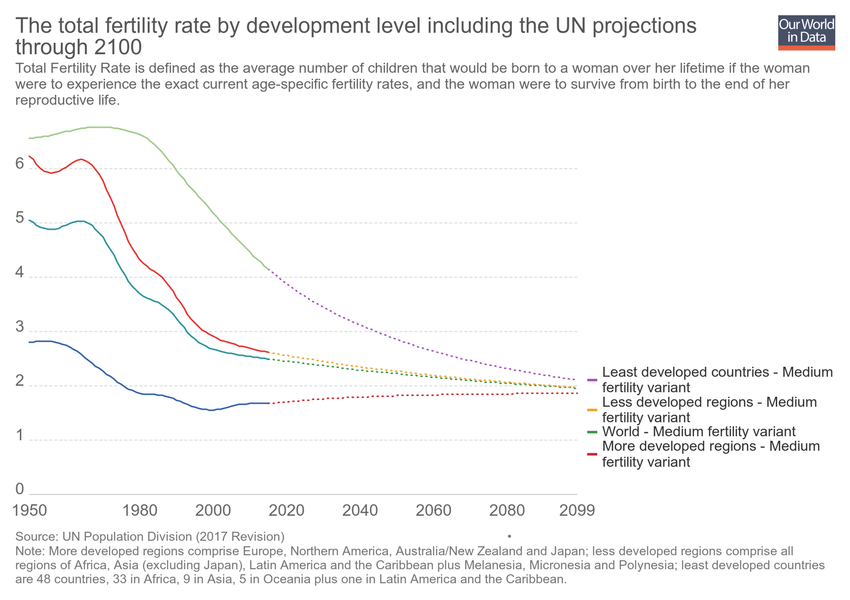 The total fertility rate by development level including the UN projections
through 2100
Our World
in Data
Total Fertility Rate is defined as the average number of children that would be born to a woman over her lifetime if the woman
were to experience the exact current age-specific fertility rates, and the woman were to survive from birth to the end of her
reproductive life.
6
5
4
3
2
1
0
1950
1980
2000
2020
2040
2060
2080
2099
Least developed countries - Medium
fertility variant
Less developed regions - Medium
fertility variant
World - Medium fertility variant
More developed regions - Medium
fertility variant
Source: UN Population Division (2017 Revision)
Note: More developed regions comprise Europe, Northern America, Australia/New Zealand and Japan; less developed regions comprise all
regions of Africa, Asia (excluding Japan), Latin America and the Caribbean plus Melanesia, Micronesia and Polynesia; least developed countries
are 48 countries, 33 in Africa, 9 in Asia, 5 in Oceania plus one in Latin America and the Caribbean.